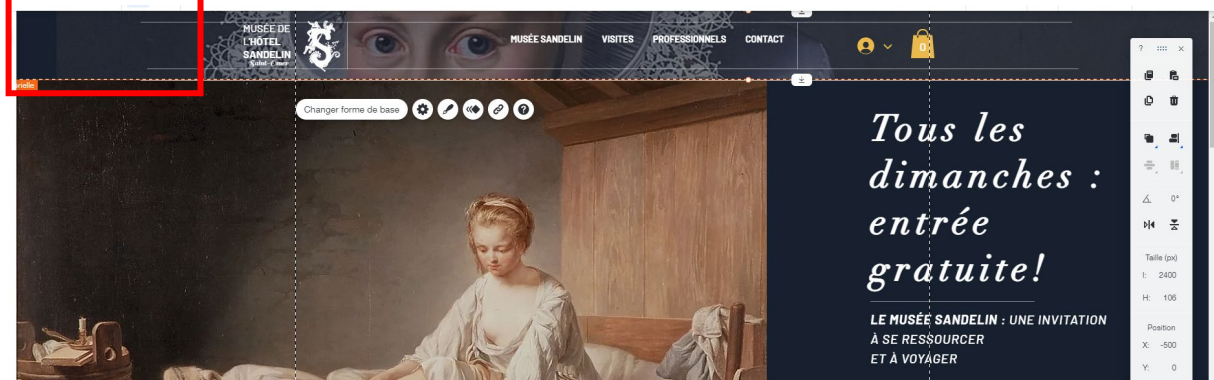 MUSÉE DE
L'HÔTEL
SANDELIN
Saint-Omer
MUSÉE SANDELIN VISITES PROFESSIONNELS CONTACT
0
orielle
Changer forme de base
?
Tous les
dimanches :
entrée
gratuite!
LE MUSÉE SANDELIN : UNE INVITATION
À SE RESSOURCER
ET À VOYAGER
? ×
0°
Taille (px)
l: 2400
H: 106
Position
X: -500
Y: 0